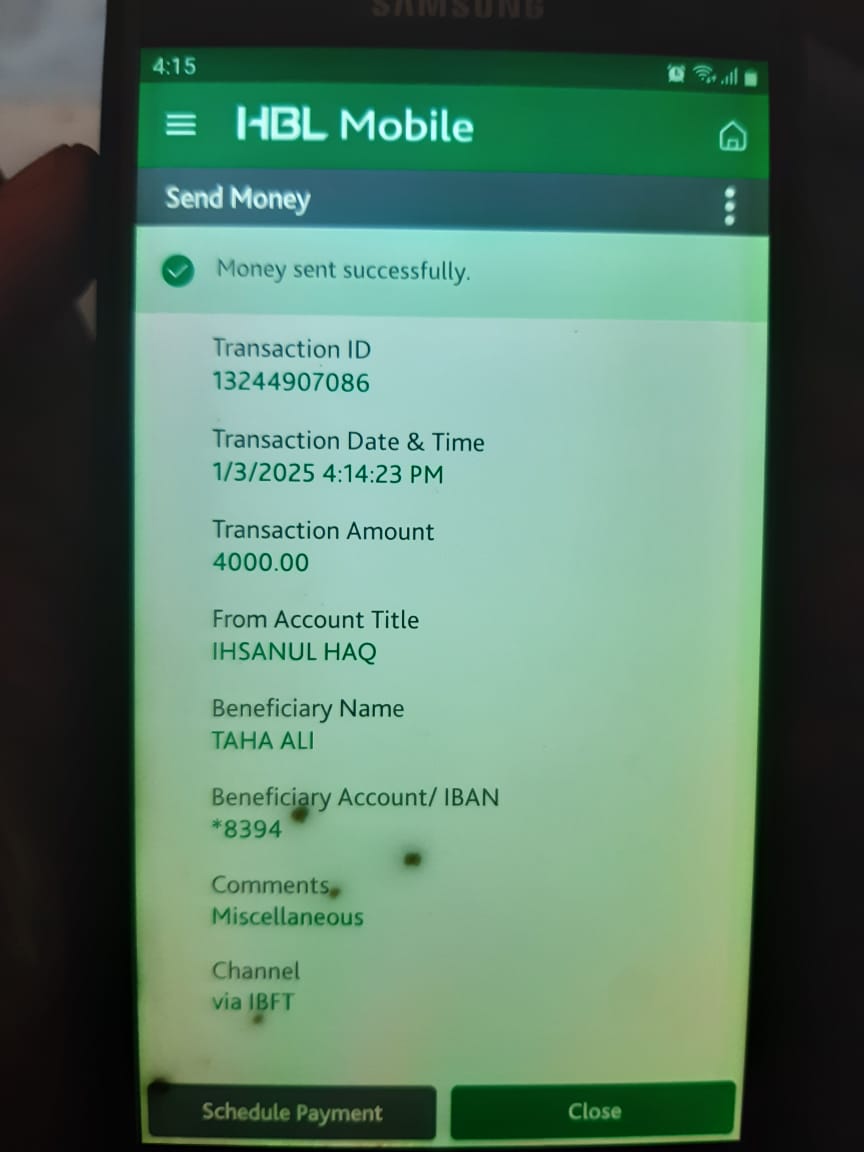 SAMSUNG
4:15
HBL Mobile
Send Money
Money sent successfully.
Transaction ID
13244907086
Transaction Date & Time
1/3/2025 4:14:23 PM
Transaction Amount
4000.00
From Account Title
IHSANUL HAQ
Beneficiary Name
TAHA ALI
Beneficiary Account/ IBAN
*8394
Comments
Miscellaneous
Channel
via IBFT
Schedule Payment
Close